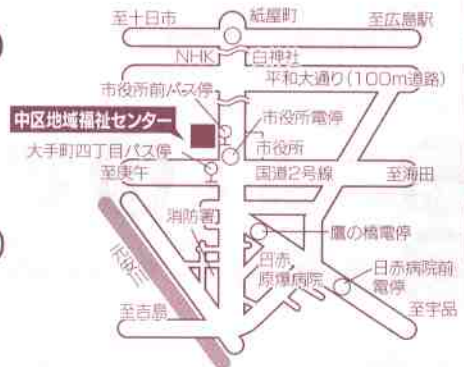 至十日市
紙屋町
至広島駅
NHK
白神社
平和大通り(100m道路)
市役所前バス停
市役所電停
中区地域福祉センター
市役所
大手町四丁目バス停
至庚午
国道2号線
至海田
消防署
鷹の橋電停
元安川
日赤
原爆病院
日赤病院前
電停
至吉島
至宇品